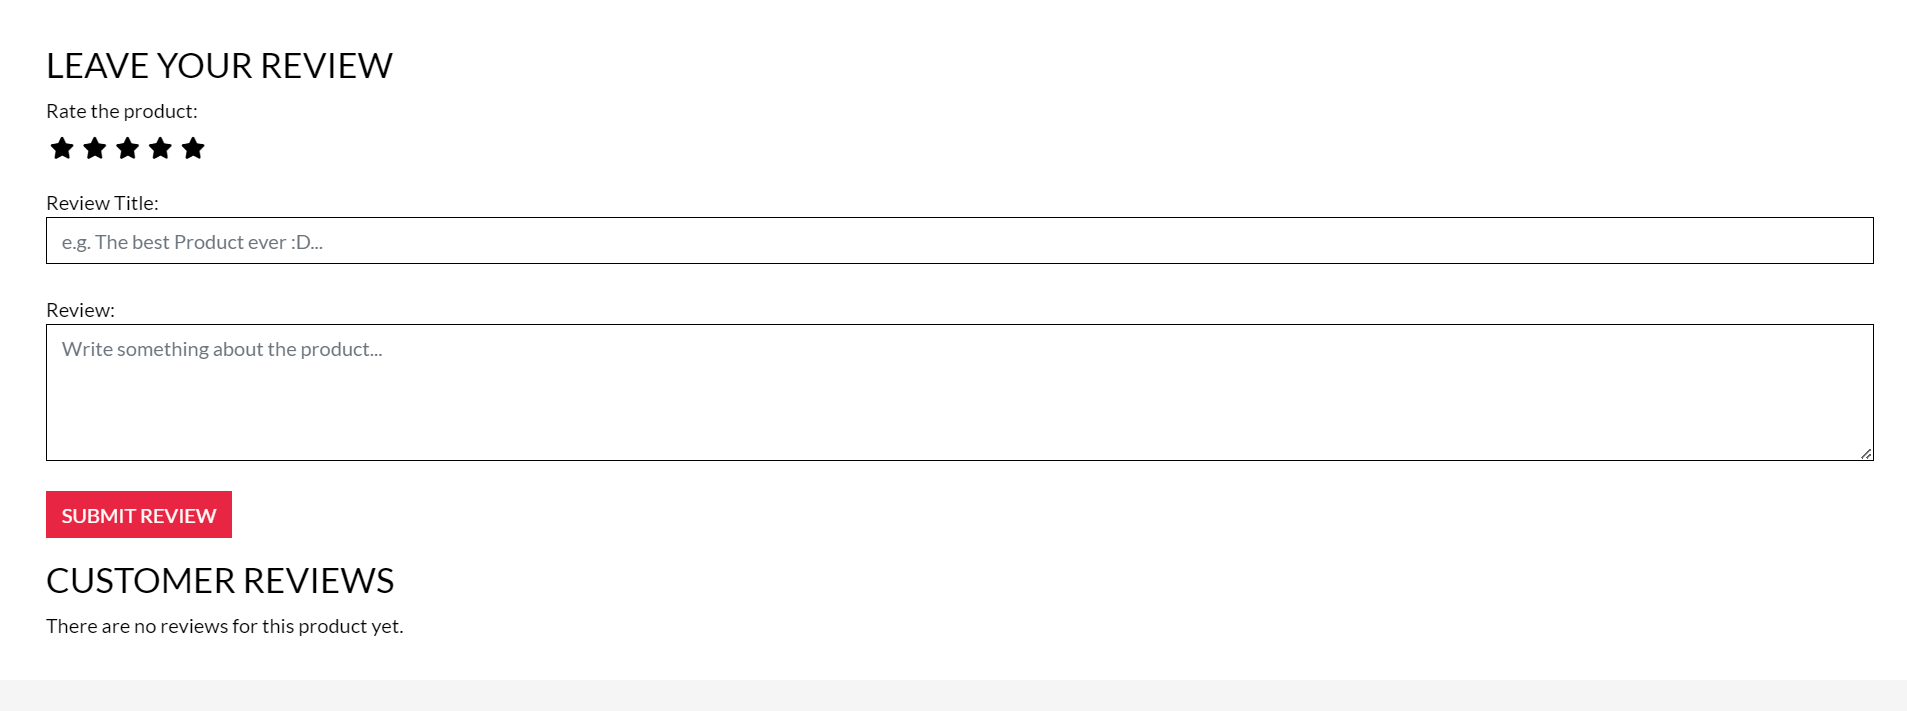 LEAVE YOUR REVIEW
Rate the product:
Review Title:
e.g. The best Product ever :D...
Review:
Write something about the product...
SUBMIT REVIEW
CUSTOMER REVIEWS
There are no reviews for this product yet.